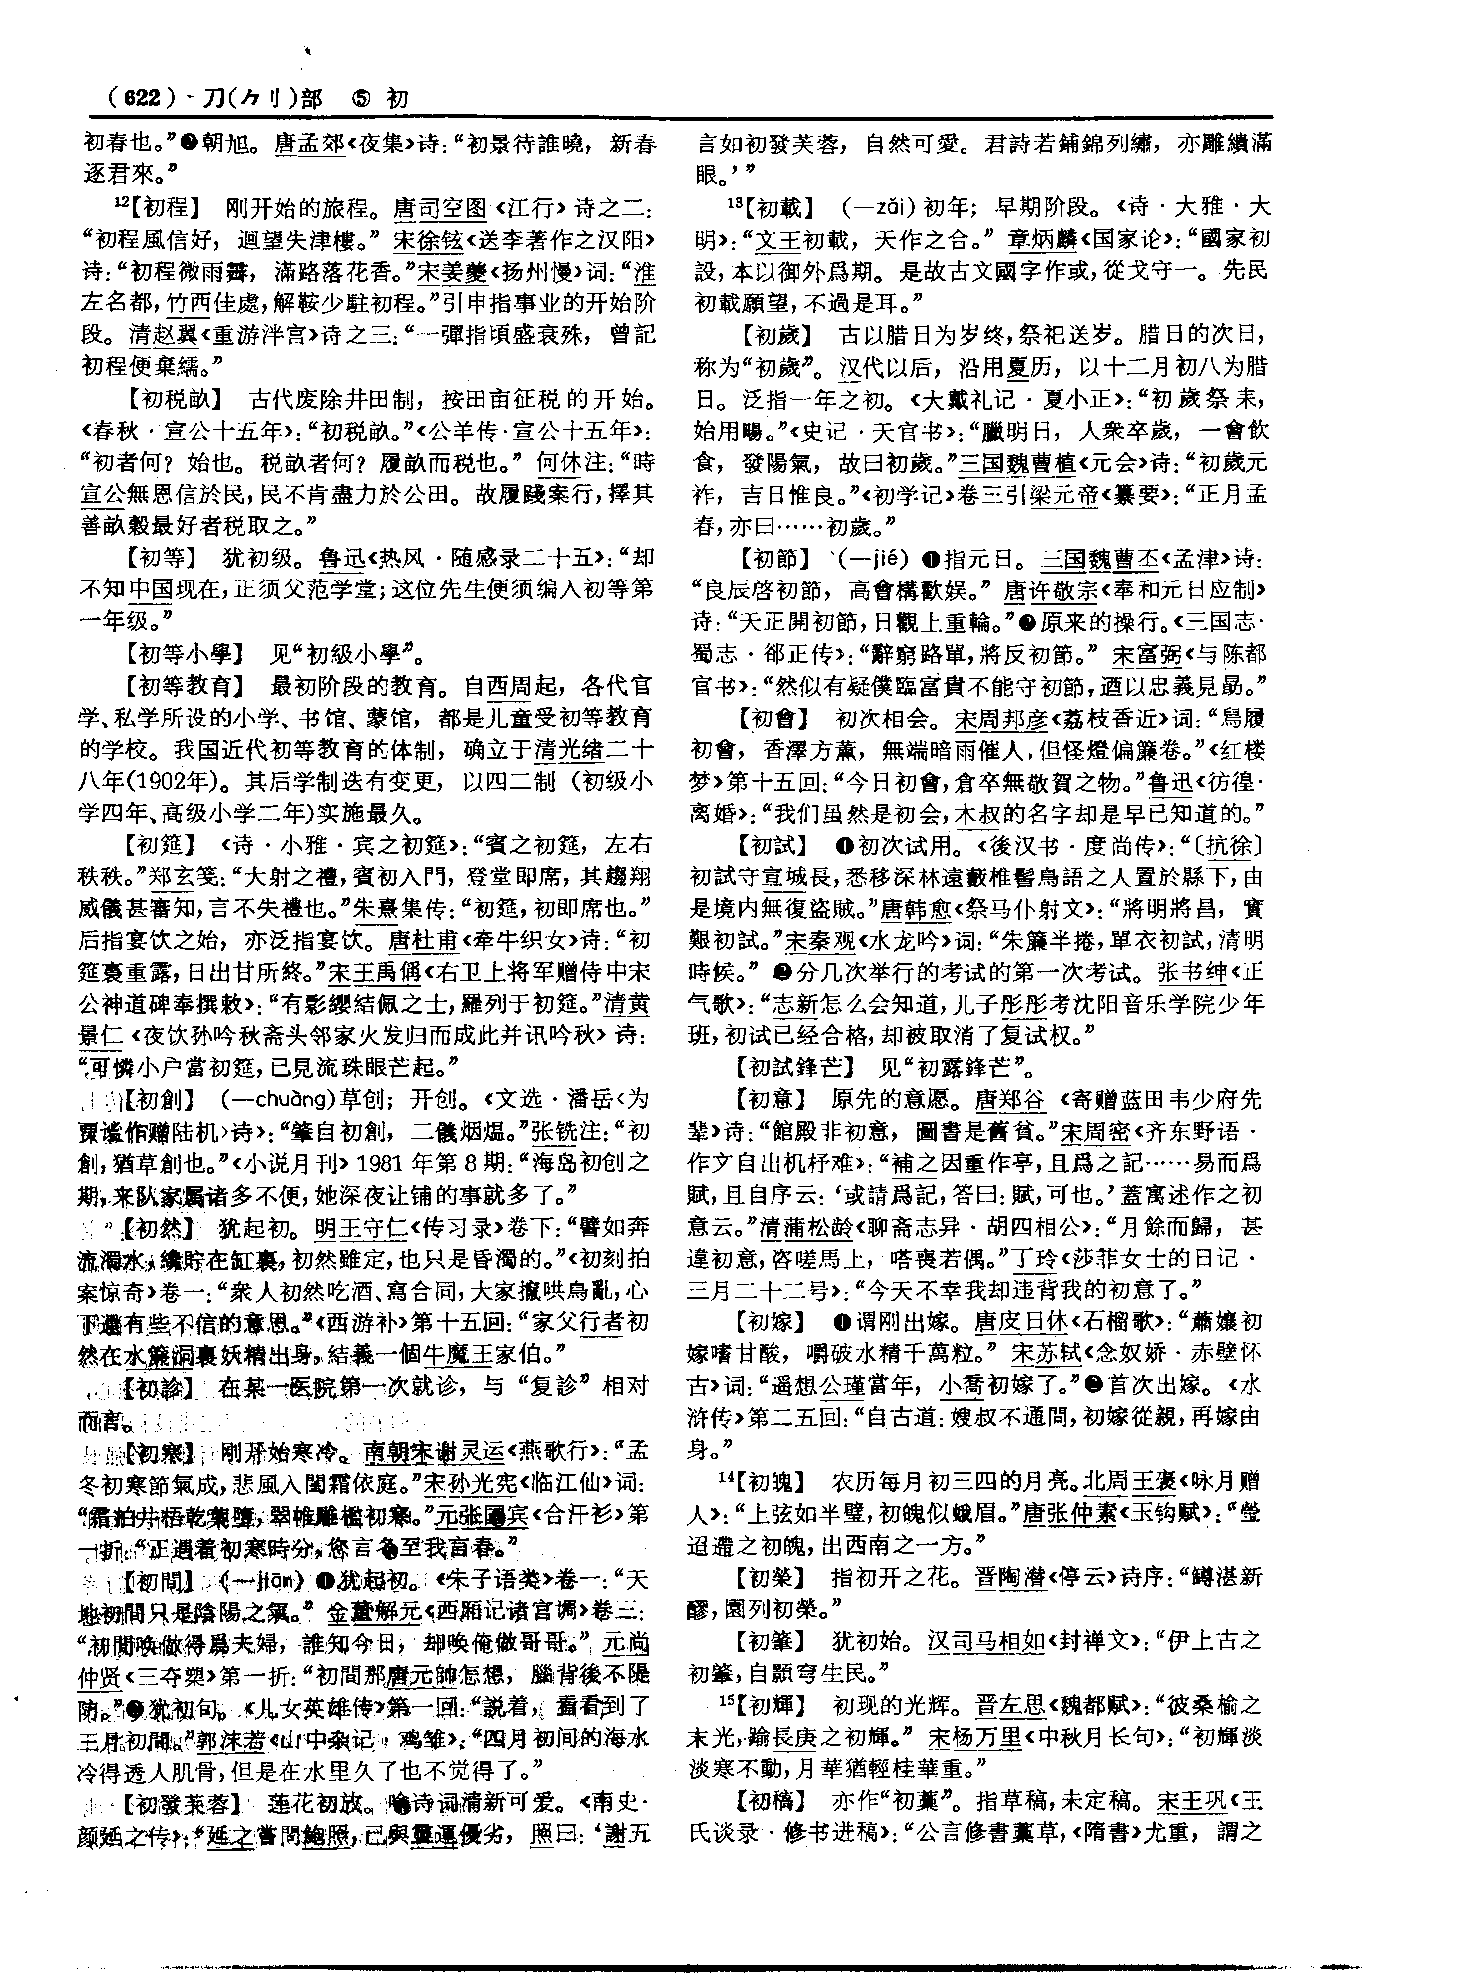 (622) 刀(⺈刂)部 ⑤ 初
初春也。”❷朝旭。唐孟郊《夜集》诗：“初景待誰曉，新春
逐君來。”
¹²【初程】 刚开始的旅程。唐司空图《江行》诗之二：
“初程風信好，迴望失津樓。”宋徐铉《送李著作之汉阳》
诗：“初程微雨霽，滿路落花香。”宋姜夔《扬州慢》词：“淮
左名都，竹西佳處，解鞍少駐初程。”引申指事业的开始阶
段。清赵翼《重游泮宫》诗之三：“一彈指頃盛衰殊，曾記
初程便棄繻。”
【初税畝】 古代废除井田制，按田亩征税的开始。
《春秋·宣公十五年》：“初税畝。”《公羊传·宣公十五年》：
“初者何？始也。税畝者何？履畝而税也。”何休注：“時
宣公無恩信於民，民不肯盡力於公田。故履踐案行，擇其
善畝穀最好者税取之。”
【初等】 犹初级。鲁迅《热风·随感录二十五》：“却
不知中国现在，正须父范学堂；这位先生便须编入初等第
一年级。”
【初等小學】 见“初級小學”。
【初等教育】 最初阶段的教育。自西周起，各代官
学、私学所设的小学、书馆、蒙馆，都是儿童受初等教育
的学校。我国近代初等教育的体制，确立于清光绪二十
八年(1902年)。其后学制迭有变更，以四二制（初级小
学四年、高级小学二年）实施最久。
【初筵】 《诗·小雅·宾之初筵》：“賓之初筵，左右
秩秩。”郑玄笺：“大射之禮，賓初入門，登堂即席，其趨翔
威儀甚審知，言不失禮也。”朱熹集传：“初筵，初即席也。”
后指宴饮之始，亦泛指宴饮。唐杜甫《牵牛织女》诗：“初
筵裛重露，日出甘所終。”宋王禹偁《右卫上将军赠侍中宋
公神道碑奉撰敕》：“有影纓結佩之士，羅列于初筵。”清黄
景仁《夜饮孙吟秋斋头邻家火发归而成此并讯吟秋》诗：
“可憐小户當初筵，已見流珠眼芒起。”
【初創】 (—chuàng)草创；开创。《文选·潘岳〈为
贾谧作赠陆机〉诗》：“肇自初創，二儀烟煴。”张铣注：“初
創，猶草創也。”《小说月刊》1981年第8期：“海岛初创之
期，来队家属诸多不便，她深夜让铺的事就多了。”
【初然】 犹起初。明王守仁《传习录》卷下：“譬如奔
流濁水，纔貯在缸裏，初然雖定，也只是昏濁的。”《初刻拍
案惊奇》卷一：“衆人初然吃酒、寫合同，大家攛哄鳥亂，心
下還有些不信的意思。”《西游补》第十五回：“家父行者初
然在水簾洞裏妖精出身，結義一個牛魔王家伯。”
【初診】 在某一医院第一次就诊，与“复診”相对
而言。
【初寒】 刚开始寒冷。南朝宋谢灵运《燕歌行》：“孟
冬初寒節氣成，悲風入閨霜依庭。”宋孙光宪《临江仙》词：
“霜拍井梧乾葉墮，翠帷雕檻初寒。”元张國宾《合汗衫》第
一折：“正遇着初寒時分，您言冬至我言春。”
【初間】 (—jiān) ❶犹起初。《朱子语类》卷一：“天
地初間只是陰陽之氣。”金董解元《西厢记诸宫调》卷三：
“初間唤做得爲夫婦，誰知今日，却唤俺做哥哥。”元尚
仲贤《三夺槊》第一折：“初間那唐元帥怎想，腦背後不隄
防。”❷犹初旬。《儿女英雄传》第一回：“説着，看看到了
三月初間。”郭沫若《山中杂记·鸡雏》：“四月初间的海水
冷得透人肌骨，但是在水里久了也不觉得了。”
【初發芙蓉】 莲花初放。喻诗词清新可爱。《南史·
颜延之传》：“延之嘗問鮑照，己與靈運優劣，照曰：‘謝五
言如初發芙蓉，自然可愛。君詩若鋪錦列繡，亦雕繢滿
眼。’”
¹³【初載】 (—zǎi)初年；早期阶段。《诗·大雅·大
明》：“文王初載，天作之合。”章炳麟《国家论》：“國家初
設，本以御外爲期。是故古文國字作或，從戈守一。先民
初載願望，不過是耳。”
【初歲】 古以腊日为岁终，祭祀送岁。腊日的次日，
称为“初歲”。汉代以后，沿用夏历，以十二月初八为腊
日。泛指一年之初。《大戴礼记·夏小正》：“初歲祭耒，
始用暢。”《史记·天官书》：“臘明日，人衆卒歲，一會飲
食，發陽氣，故曰初歲。”三国魏曹植《元会》诗：“初歲元
祚，吉日惟良。”《初学记》卷三引梁元帝《纂要》：“正月孟
春，亦曰……初歲。”
【初節】 (—jié) ❶指元日。三国魏曹丕《孟津》诗：
“良辰啓初節，高會構歡娱。”唐许敬宗《奉和元日应制》
诗：“天正開初節，日觀上重輪。”❷原来的操行。《三国志·
蜀志·郤正传》：“辭窮路單，將反初節。”宋富弼《与陈都
官书》：“然似有疑僕臨富貴不能守初節，迺以忠義見勗。”
【初會】 初次相会。宋周邦彦《荔枝香近》词：“舄履
初會，香澤方薰，無端暗雨催人，但怪燈偏簾卷。”《红楼
梦》第十五回：“今日初會，倉卒無敬賀之物。”鲁迅《彷徨·
离婚》：“我们虽然是初会，木叔的名字却是早已知道的。”
【初試】 ❶初次试用。《後汉书·度尚传》：“〔抗徐〕
初試守宣城長，悉移深林遠藪椎髻鳥語之人置於縣下，由
是境内無復盜賊。”唐韩愈《祭马仆射文》：“將明將昌，實
艱初試。”宋秦观《水龙吟》词：“朱簾半捲，單衣初試，清明
時候。”❷分几次举行的考试的第一次考试。张书绅《正
气歌》：“志新怎么会知道，儿子彤彤考沈阳音乐学院少年
班，初试已经合格，却被取消了复试权。”
【初試鋒芒】 见“初露鋒芒”。
【初意】 原先的意愿。唐郑谷《寄赠蓝田韦少府先
辈》诗：“館殿非初意，圖書是舊貧。”宋周密《齐东野语·
作文自出机杼难》：“補之因重作亭，且爲之記……易而爲
賦，且自序云：‘或請爲記，答曰：賦，可也。’蓋寓述作之初
意云。”清蒲松龄《聊斋志异·胡四相公》：“月餘而歸，甚
違初意，咨嗟馬上，嗒喪若偶。”丁玲《莎菲女士的日记·
三月二十二号》：“今天不幸我却违背我的初意了。”
【初嫁】 ❶谓刚出嫁。唐皮日休《石榴歌》：“蕭孃初
嫁嗜甘酸，嚼破水精千萬粒。”宋苏轼《念奴娇·赤壁怀
古》词：“遥想公瑾當年，小喬初嫁了。”❷首次出嫁。《水
浒传》第二五回：“自古道：嫂叔不通問，初嫁從親，再嫁由
身。”
¹⁴【初魄】 农历每月初三四的月亮。北周王褒《咏月赠
人》：“上弦如半璧，初魄似蛾眉。”唐张仲素《玉钩赋》：“瑩
迢遰之初魄，出西南之一方。”
【初榮】 指初开之花。晋陶潜《停云》诗序：“罇湛新
醪，園列初榮。”
【初肇】 犹初始。汉司马相如《封禅文》：“伊上古之
初肇，自顥穹生民。”
¹⁵【初輝】 初现的光辉。晋左思《魏都赋》：“彼桑榆之
末光，踰長庚之初輝。”宋杨万里《中秋月长句》：“初輝淡
淡寒不動，月華猶輕桂華重。”
【初稿】 亦作“初藁”。指草稿，未定稿。宋王巩《王
氏谈录·修书进稿》：“公言修書藁草，《隋書》尤重，謂之